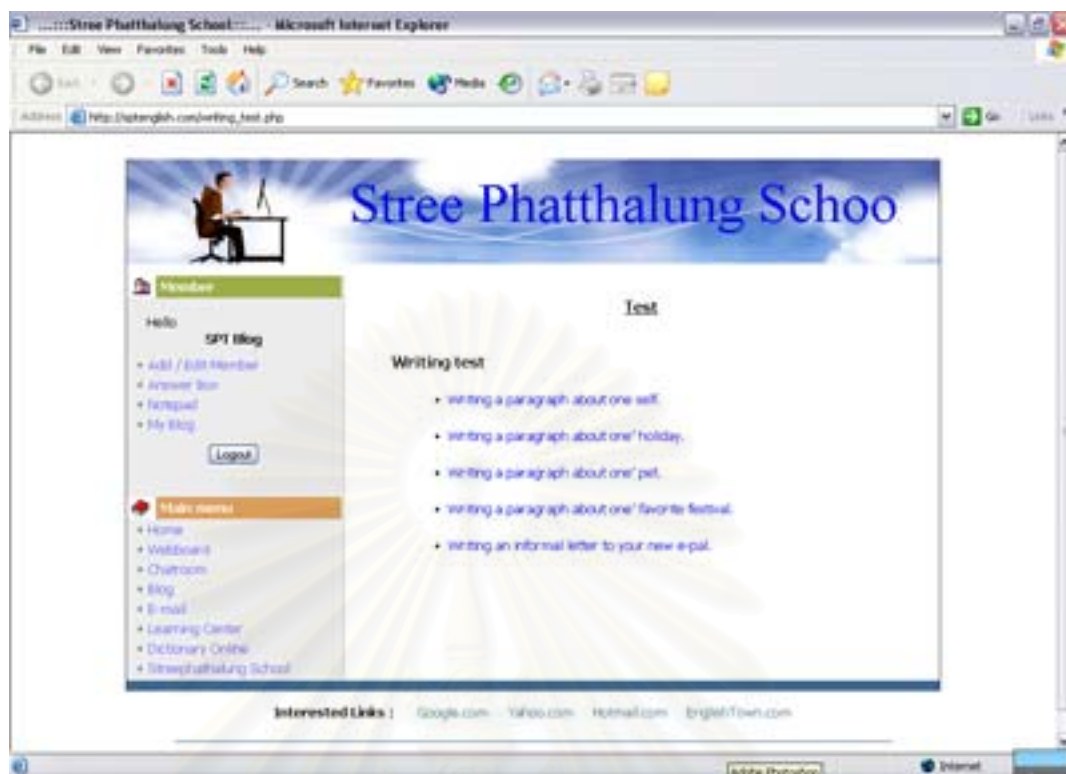 ....:::Stree Phatthalung School:::.... - Microsoft Internet Explorer
File Edit View Favorites Tools Help
Back Search Favorites Media
Address http://sptenglish.com/writing_test.php Go Links
Stree Phatthalung Schoo
Member
Hello
SPT Blog
Add / Edit Member
Answer Box
Notepad
My Blog
Logout
Main menu
Home
Webboard
Chatroom
Blog
E-mail
Learning Center
Dictionary Online
Streephatthalung School
Test
Writing test
• Writing a paragraph about one self.
• Writing a paragraph about one' holiday.
• Writing a paragraph about one' pet.
• Writing a paragraph about one' favorite festival.
• Writing an informal letter to your new e-pal.
Interested Links : Google.com Yahoo.com Hotmail.com EnglishTown.com
Adobe Photoshop
Internet